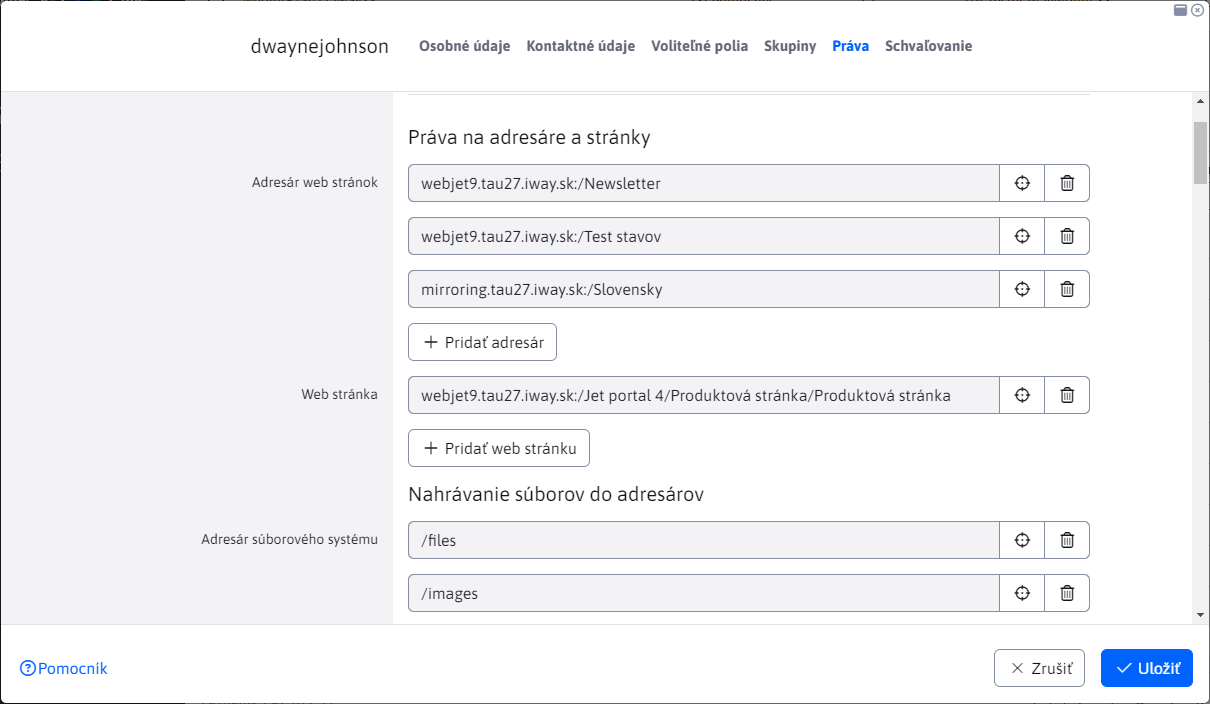 dwaynejohnson
Osobné údaje Kontaktné údaje Voliteľné polia Skupiny Práva Schvaľovanie
Práva na adresáre a stránky
Adresár web stránok
webjet9.tau27.iway.sk:/Newsletter
webjet9.tau27.iway.sk:/Test stavov
mirroring.tau27.iway.sk:/Slovensky
Pridať adresár
Web stránka
webjet9.tau27.iway.sk:/Jet portal 4/Produktová stránka/Produktová stránka
Pridať web stránku
Nahrávanie súborov do adresárov
Adresár súborového systému
/files
/images
Pomocník
Zrušiť
Uložiť